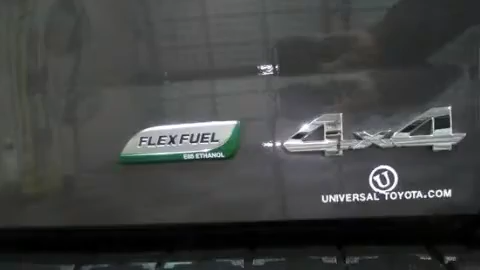 FLEXFUEL
E85 ETHANOL
4x4
U
UNIVERSAL TOYOTA.COM